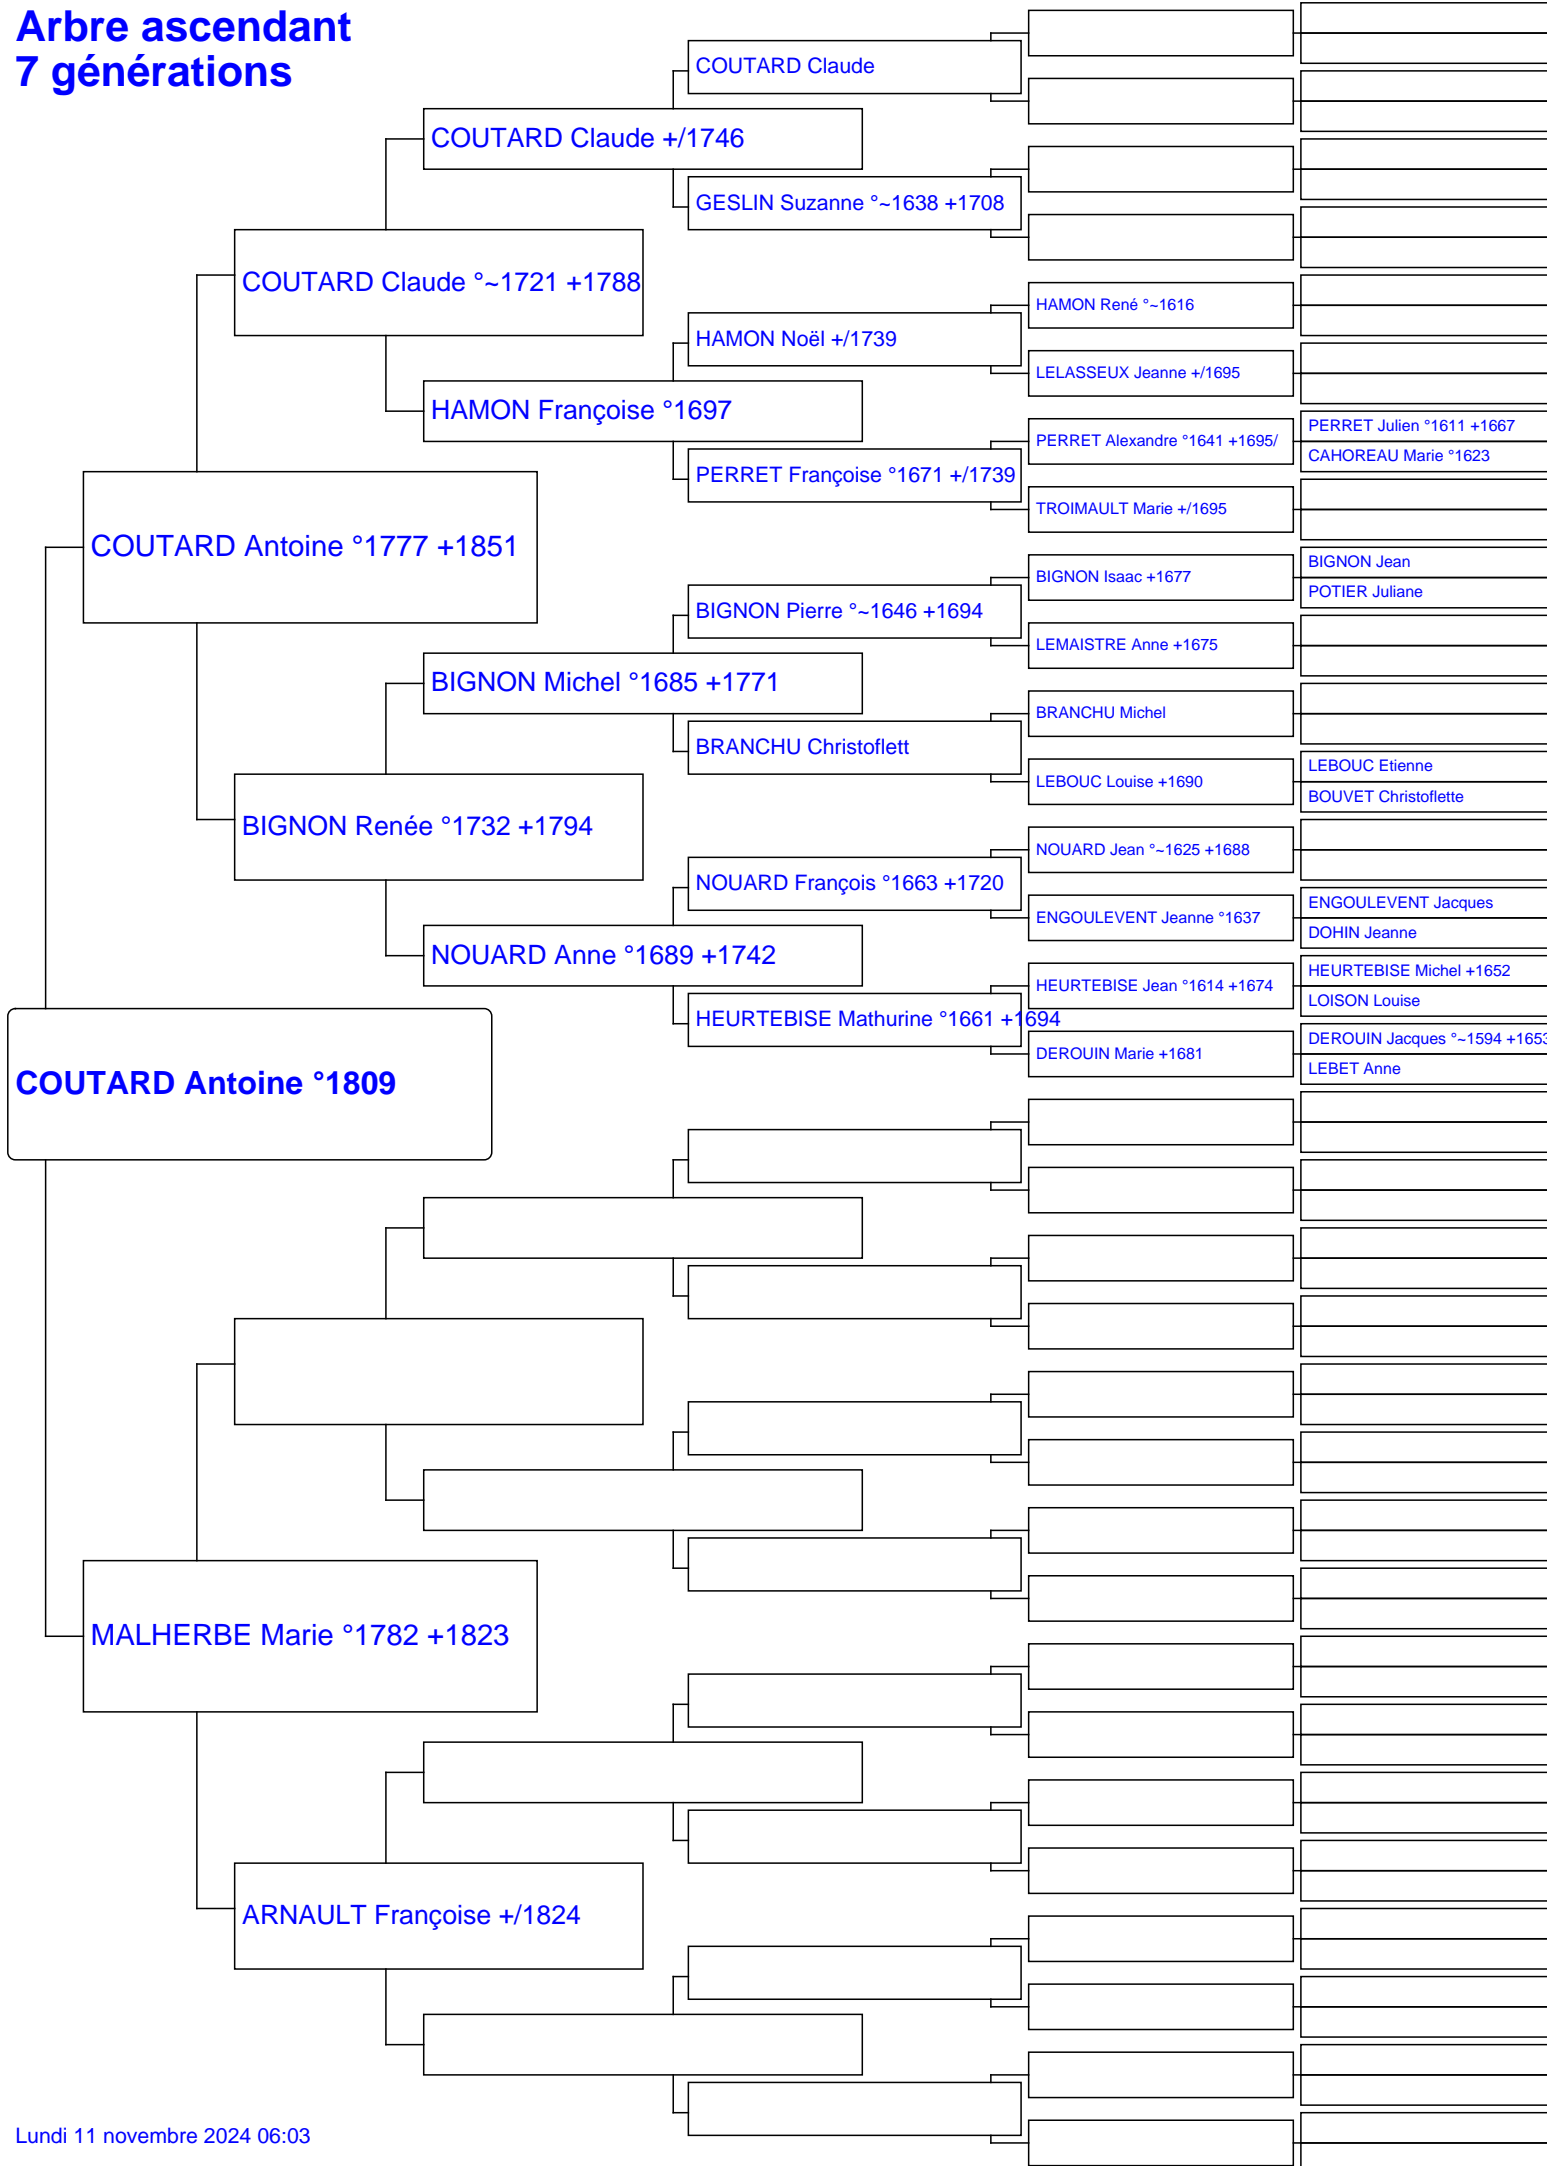 Arbre ascendant
7 générations
COUTARD Claude
COUTARD Claude +/1746
GESLIN Suzanne °~1638 +1708
COUTARD Claude °~1721 +1788
HAMON René °~1616
HAMON Noël +/1739
LELASSEUX Jeanne +/1695
HAMON Françoise °1697
PERRET Julien °1611 +1667
PERRET Alexandre °1641 +1695/
CAHOREAU Marie °1623
PERRET Françoise °1671 +/1739
TROIMAULT Marie +/1695
COUTARD Antoine °1777 +1851
BIGNON Jean
BIGNON Isaac +1677
POTIER Juliane
BIGNON Pierre °~1646 +1694
LEMAISTRE Anne +1675
BIGNON Michel °1685 +1771
BRANCHU Michel
BRANCHU Christoflett
LEBOUC Etienne
LEBOUC Louise +1690
BOUVET Christoflette
BIGNON Renée °1732 +1794
NOUARD Jean °~1625 +1688
NOUARD François °1663 +1720
ENGOULEVENT Jacques
ENGOULEVENT Jeanne °1637
DOHIN Jeanne
NOUARD Anne °1689 +1742
HEURTEBISE Michel +1652
HEURTEBISE Jean °1614 +1674
LOISON Louise
HEURTEBISE Mathurine °1661 +1694
DEROUIN Jacques °~1594 +1653
DEROUIN Marie +1681
LEBET Anne
COUTARD Antoine °1809
MALHERBE Marie °1782 +1823
ARNAULT Françoise +/1824
Lundi 11 novembre 2024 06:03